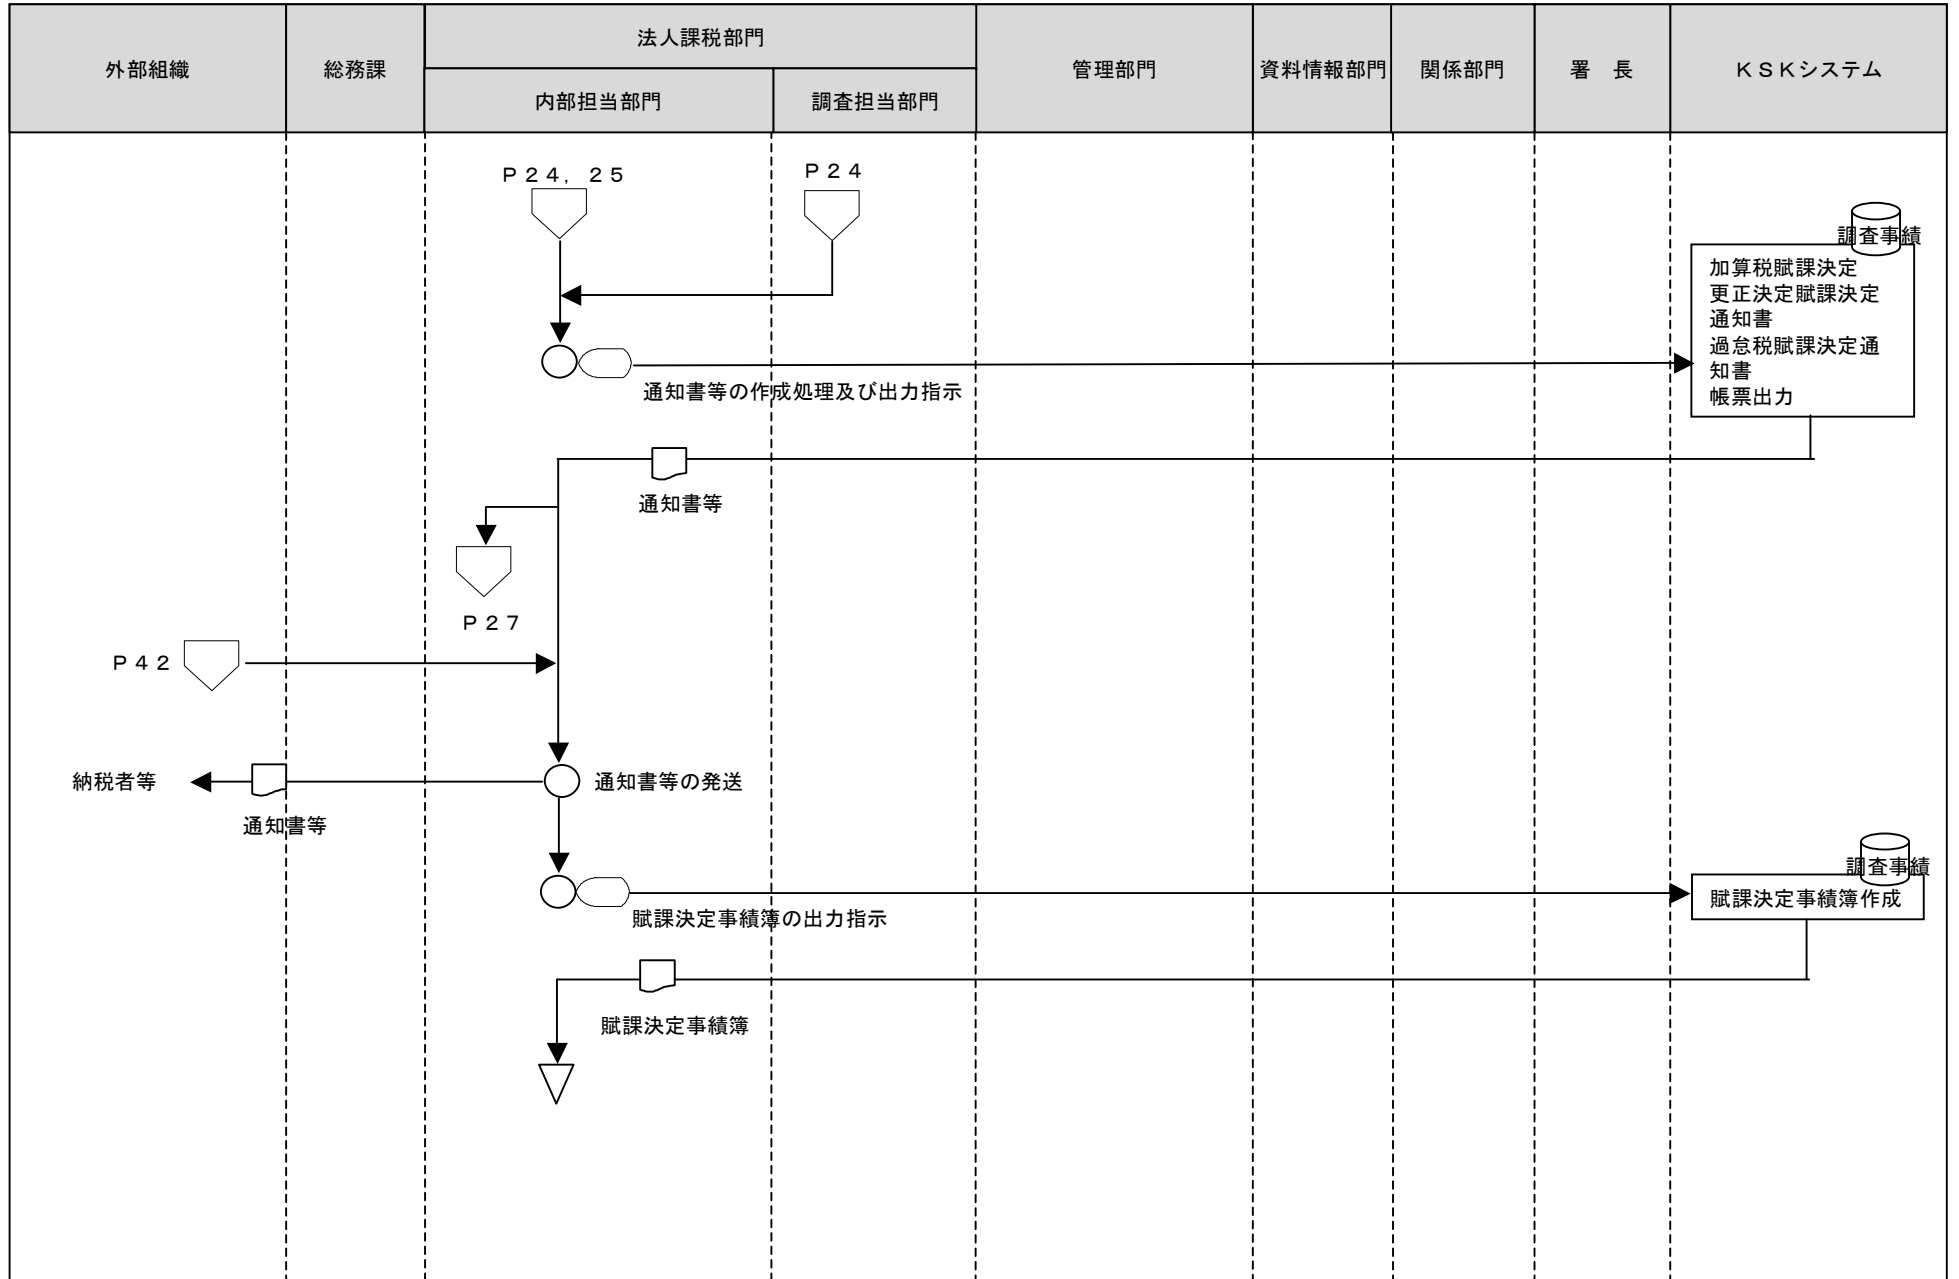 外部組織
総務課
法人課税部門
内部担当部門
調査担当部門
管理部門
資料情報部門
関係部門
署　長
ＫＳＫシステム
Ｐ２４，２５
Ｐ２４
調査事績
加算税賦課決定
更正決定賦課決定
通知書
過怠税賦課決定通
知書
帳票出力
通知書等の作成処理及び出力指示
通知書等
Ｐ２７
Ｐ４２
納税者等
通知書等の発送
通知書等
調査事績
賦課決定事績簿作成
賦課決定事績簿の出力指示
賦課決定事績簿